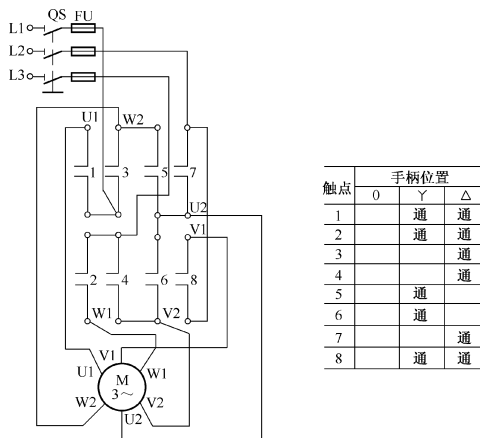 QS FU
L1
L2
L3
U1 W2
1 3 5 7
U2
V1
2 4 6 8
W1 V2
V1
U1 W1
M
3~
W2 V2
U2
触点 手柄位置
0 Y △
1 通 通
2 通 通
3 通
4 通
5 通
6 通
7 通
8 通 通